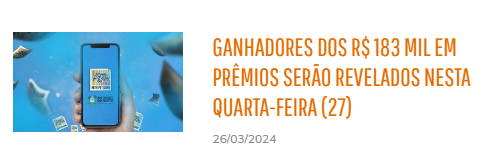 GANHADORES DOS R$ 183 MIL EM
PRÊMIOS SERÃO REVELADOS NESTA
QUARTA-FEIRA (27)
26/03/2024